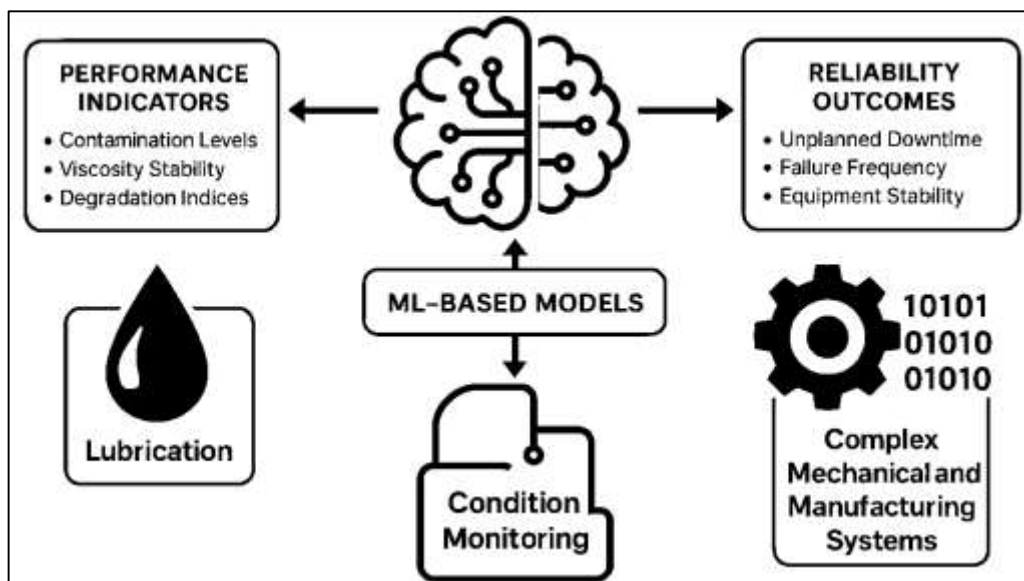 PERFORMANCE
INDICATORS
• Contamination Levels
• Viscosity Stability
• Degradation Indices
RELIABILITY
OUTCOMES
• Unplanned Downtime
• Failure Frequency
• Equipment Stability
ML-BASED MODELS
Lubrication
Condition
Monitoring
10101
01010
01010
Complex
Mechanical and
Manufacturing
Systems